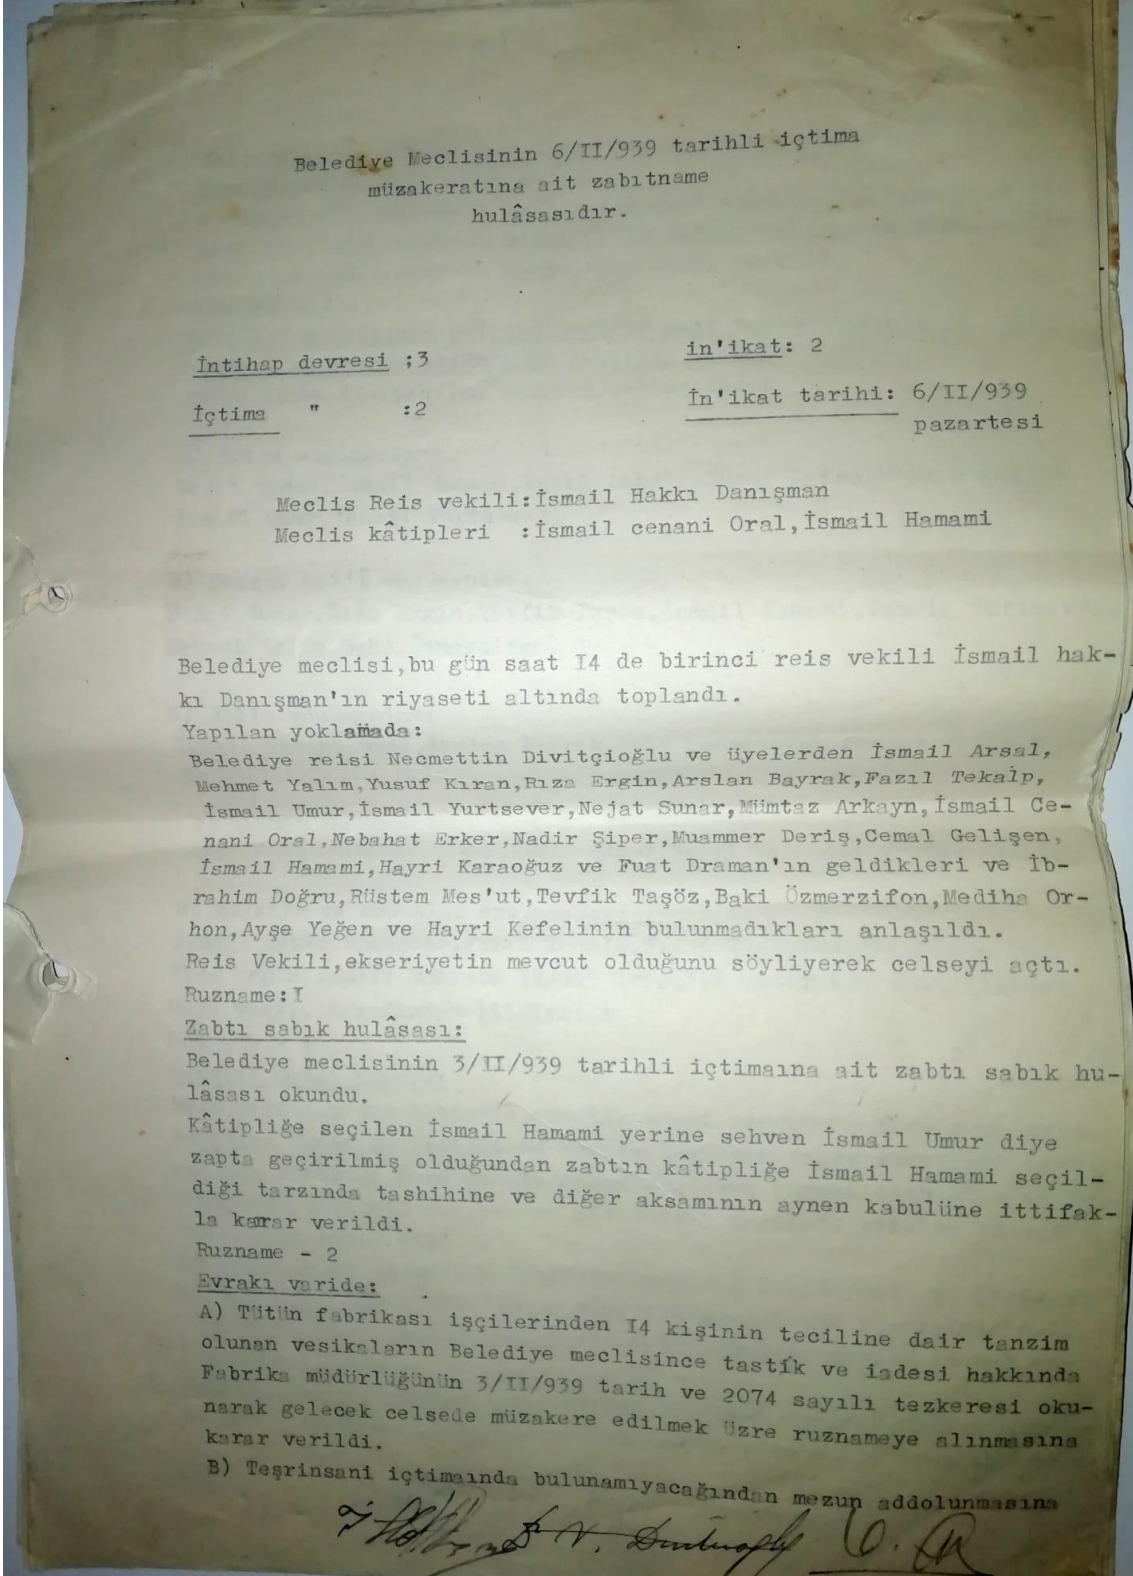 Belediye Meclisinin 6/II/939 tarihli içtima
müzakeratına ait zabıtname
hulâsasıdır.
İntihap devresi ;3
in'ikat: 2
İçtima " :2
İn'ikat tarihi: 6/II/939
pazartesi
Meclis Reis vekili:İsmail Hakkı Danışman
Meclis kâtipleri :İsmail cenani Oral,İsmail Hamami
Belediye meclisi,bu gün saat I4 de birinci reis vekili İsmail hak-
kı Danışman'ın riyaseti altında toplandı.
Yapılan yoklamada:
Belediye reisi Necmettin Divitçioğlu ve üyelerden İsmail Arsal,
Mehmet Yalım,Yusuf Kıran,Rıza Ergin,Arslan Bayrak,Fazıl Tekalp,
İsmail Umur,İsmail Yurtsever,Nejat Sunar,Mümtaz Arkayn,İsmail Ce-
nani Oral,Nebahat Erker,Nadir Şiper,Muammer Deriş,Cemal Gelişen,
İsmail Hamami,Hayri Karaoğuz ve Fuat Draman'ın geldikleri ve İb-
rahim Doğru,Rüstem Mes'ut,Tevfik Taşöz,Baki Özmerzifon,Mediha Or-
hon,Ayşe Yeğen ve Hayri Kefelinin bulunmadıkları anlaşıldı.
Reis Vekili,ekseriyetin mevcut olduğunu söyliyerek celseyi açtı.
Ruzname:I
Zabtı sabık hulâsası:
Belediye meclisinin 3/II/939 tarihli içtimaına ait zabtı sabık hu-
lâsası okundu.
Kâtipliğe seçilen İsmail Hamami yerine sehven İsmail Umur diye
zapta geçirilmiş olduğundan zabtın kâtipliğe İsmail Hamami seçil-
diği tarzında tashihine ve diğer aksamının aynen kabulüne ittifak-
la karar verildi.
Ruzname - 2
Evrakı varide:
A) Tütün fabrikası işçilerinden I4 kişinin teciline dair tanzim
olunan vesikaların Belediye meclisince tastik ve iadesi hakkında
Fabrika müdürlüğünün 3/II/939 tarih ve 2074 sayılı tezkeresi oku-
narak gelecek celsede müzakere edilmek üzre ruznameye alınmasına
karar verildi.
B) Teşrinsani içtimaında bulunamıyacağından mezun addolunmasına